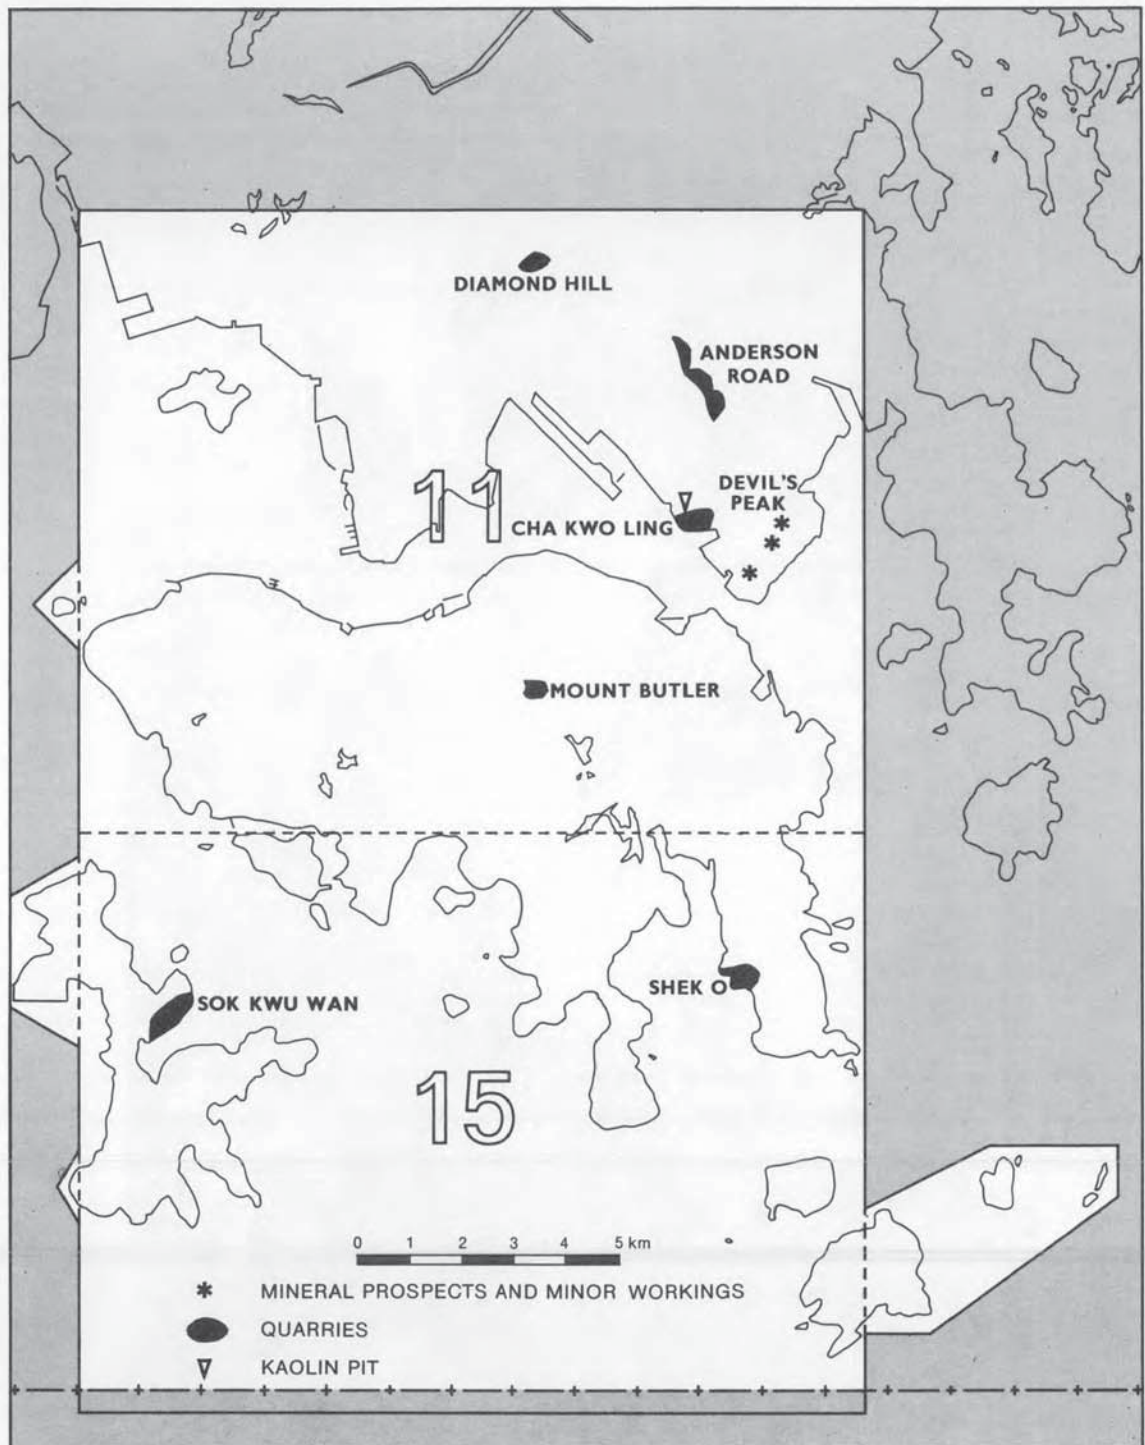 DIAMOND HILL
ANDERSON
ROAD
11
DEVIL'S
PEAK
CHA KWO LING
MOUNT BUTLER
SHEK O
SOK KWU WAN
15
0 1 2 3 4 5 km
* MINERAL PROSPECTS AND MINOR WORKINGS
QUARRIES
KAOLIN PIT